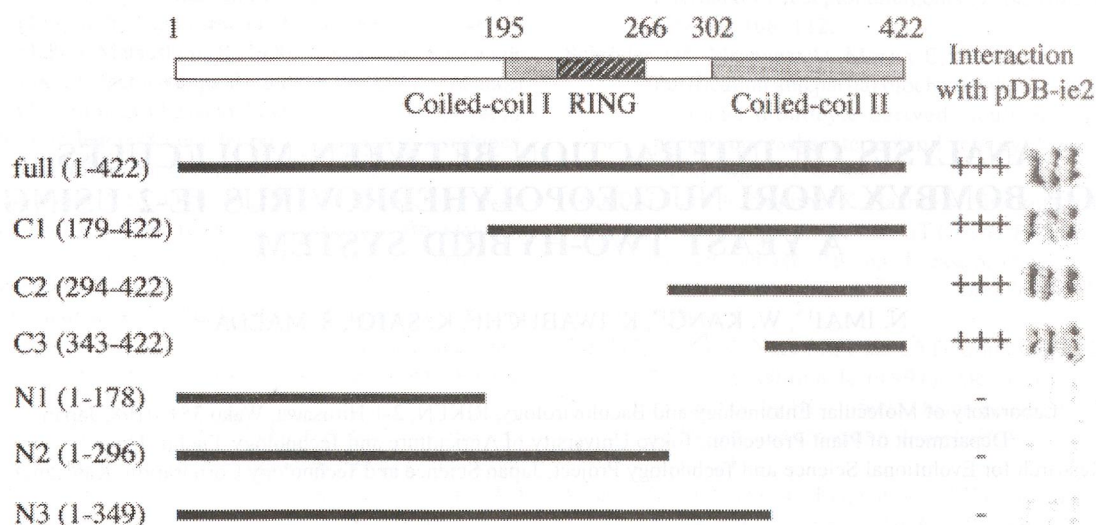 1 195 266 302 422
Interaction
with pDB-ie2
Coiled-coil I RING Coiled-coil II
full (1-422) +++
C1 (179-422) +++
C2 (294-422) +++
C3 (343-422) +++
N1 (1-178) -
N2 (1-296) -
N3 (1-349) -